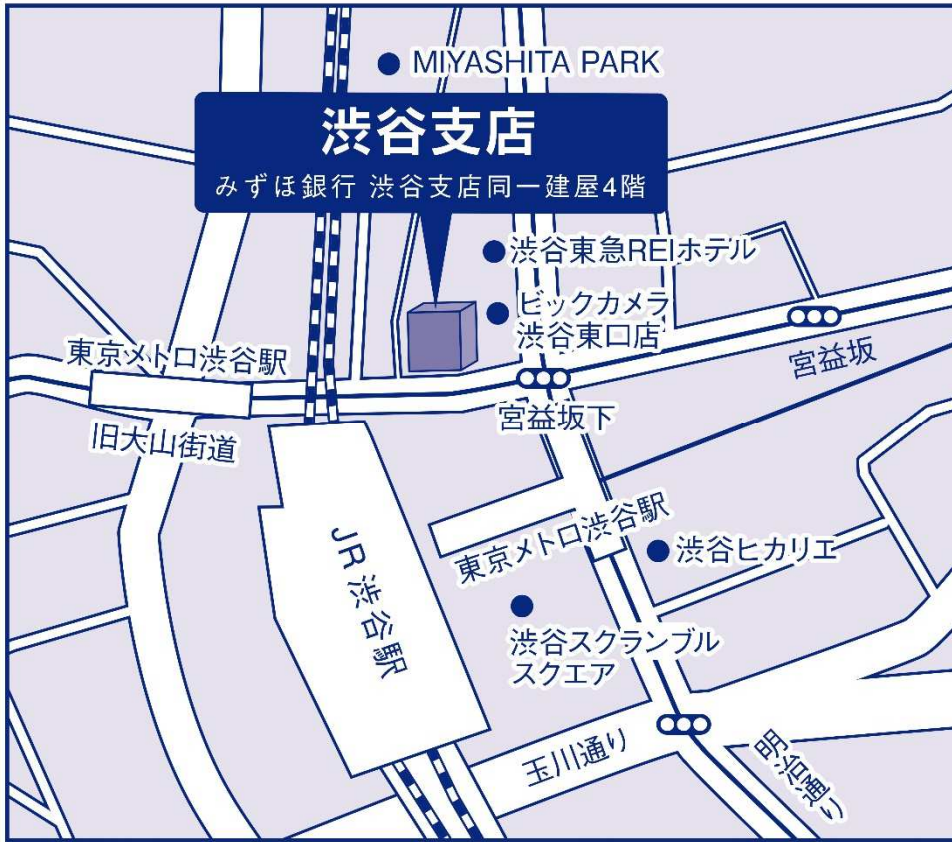 MIYASHITA PARK
渋谷支店
みずほ銀行 渋谷支店同一建屋4階
渋谷東急REIホテル
ビックカメラ
渋谷東口店
東京メトロ渋谷駅
宮益坂
宮益坂下
旧大山街道
JR渋谷駅
東京メトロ渋谷駅
渋谷ヒカリエ
渋谷スクランブル
スクエア
玉川通り
明治通り